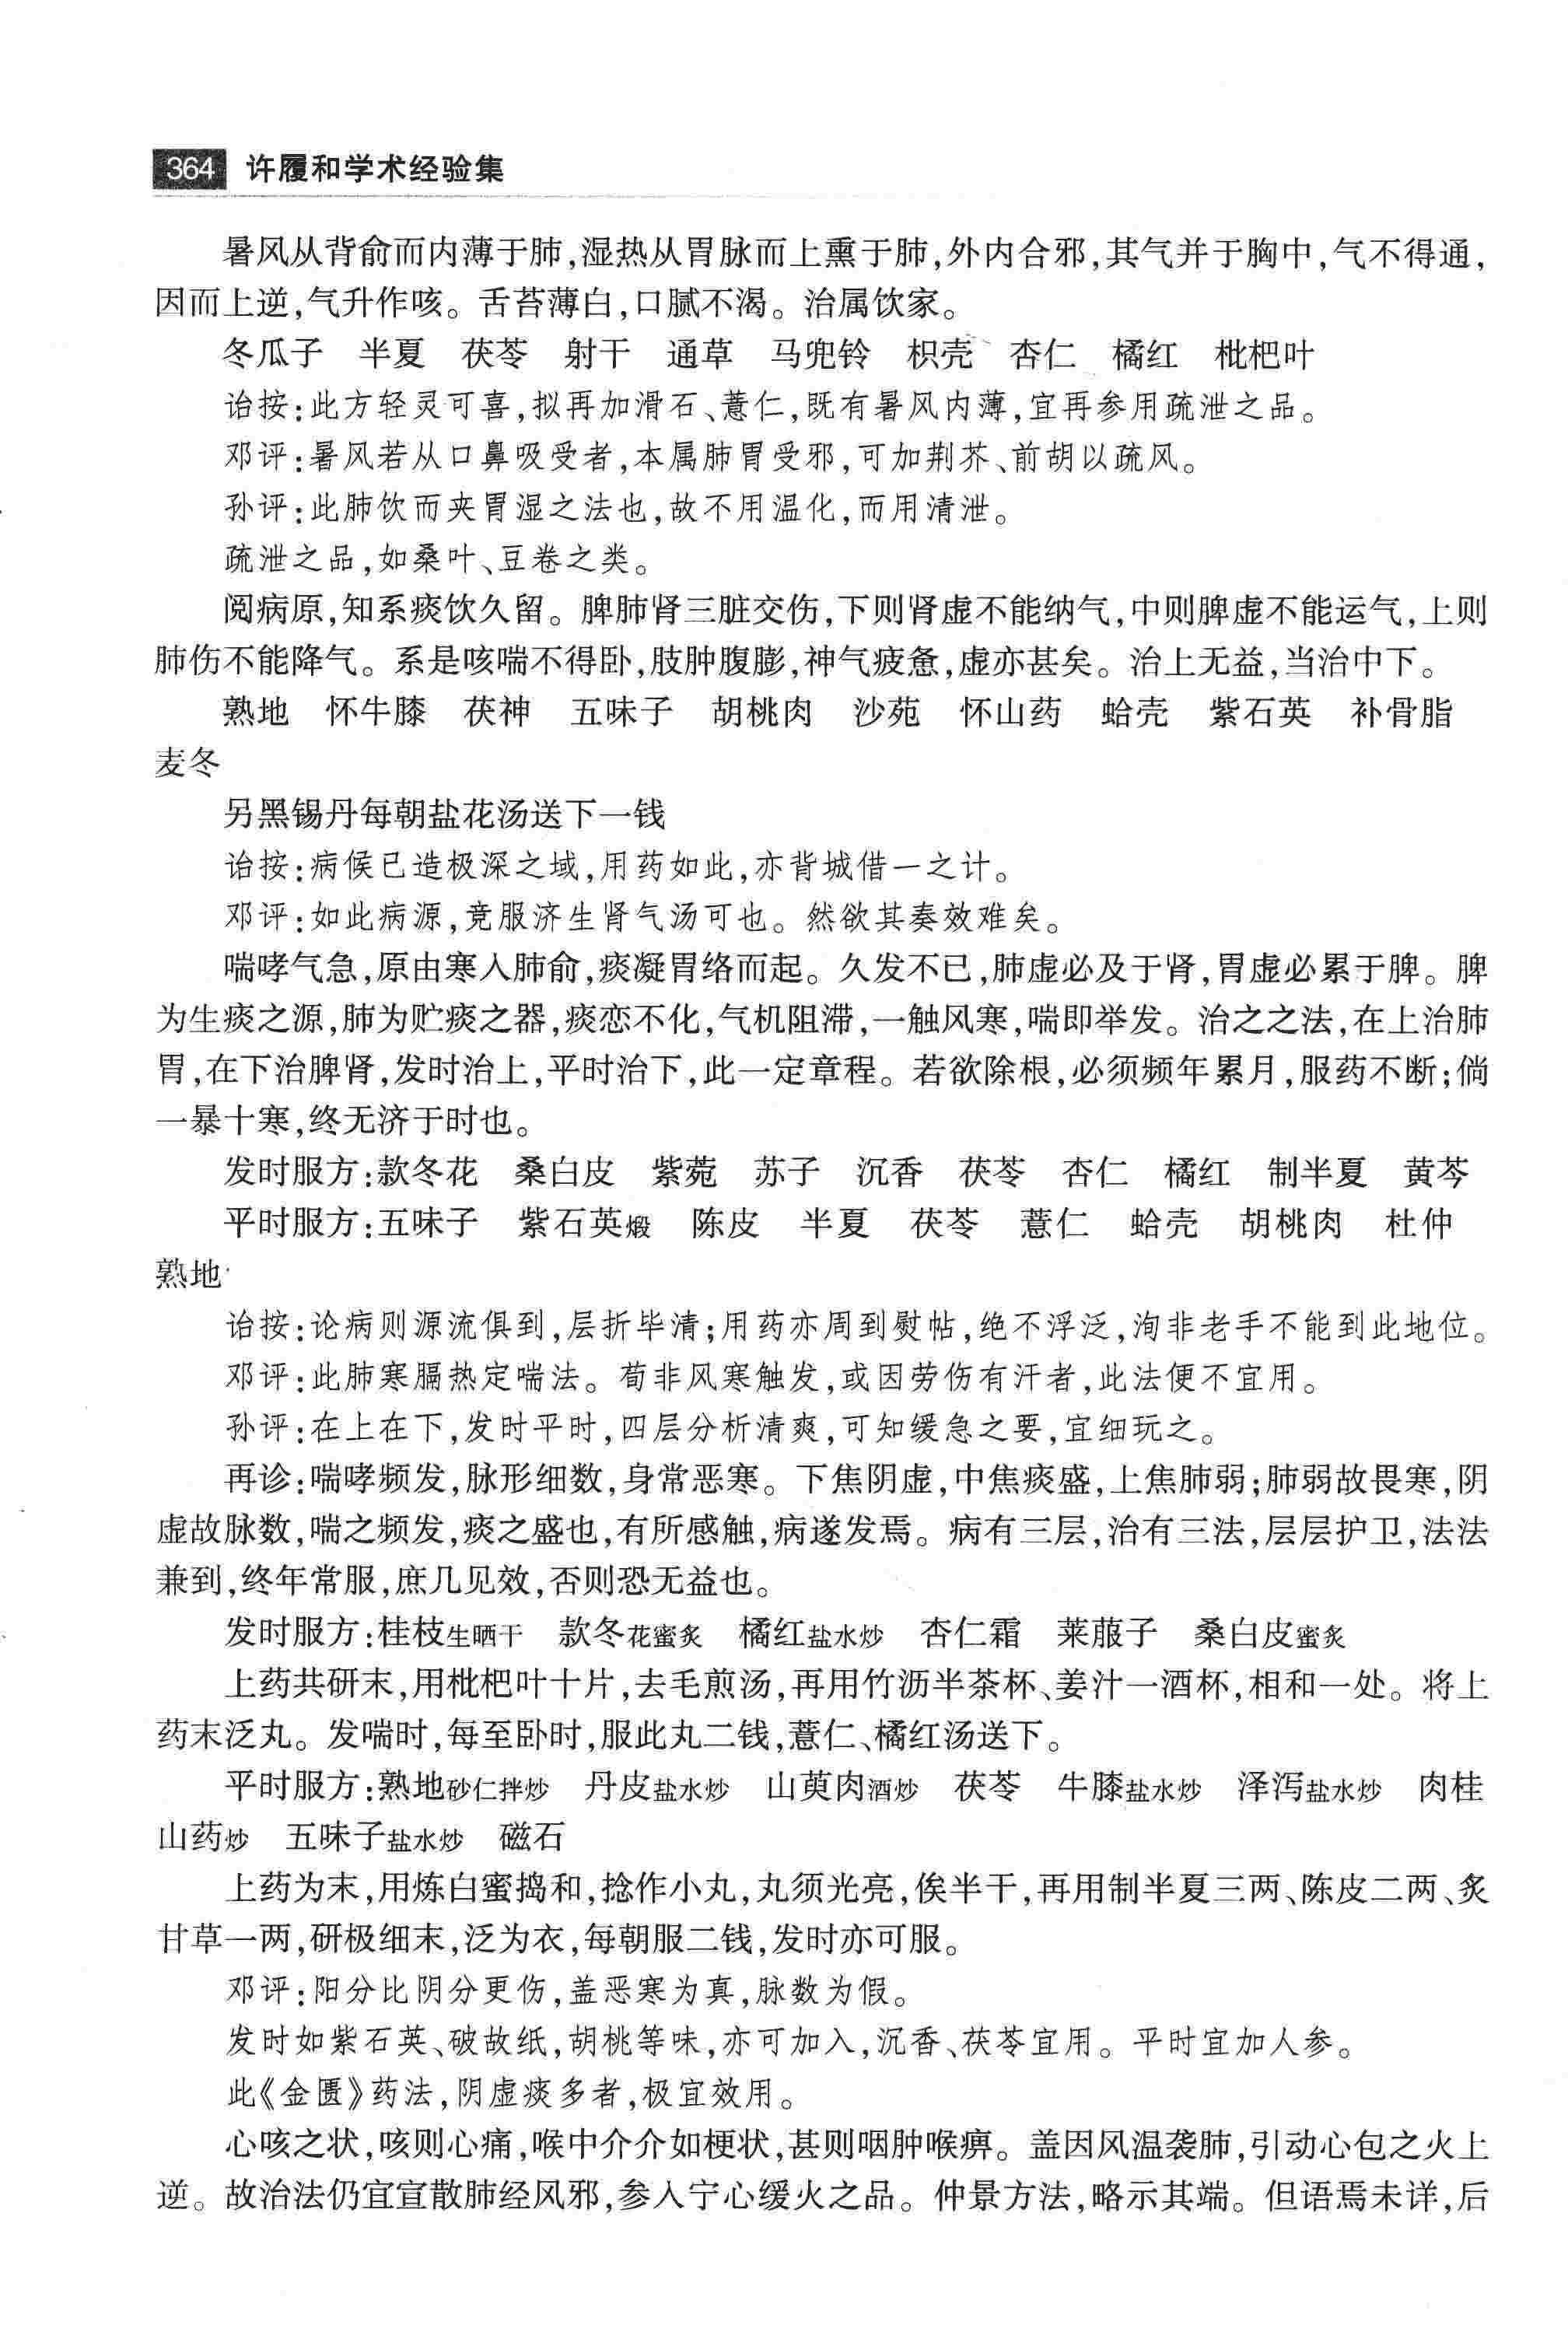 364 许履和学术经验集
暑风从背俞而内薄于肺,湿热从胃脉而上熏于肺,外内合邪,其气并于胸中,气不得通,
因而上逆,气升作咳。舌苔薄白,口腻不渴。治属饮家。
冬瓜子 半夏 茯苓 射干 通草 马兜铃 枳壳 杏仁 橘红 枇杷叶
诒按:此方轻灵可喜,拟再加滑石、薏仁,既有暑风内薄,宜再参用疏泄之品。
邓评:暑风若从口鼻吸受者,本属肺胃受邪,可加荆芥、前胡以疏风。
孙评:此肺饮而夹胃湿之法也,故不用温化,而用清泄。
疏泄之品,如桑叶、豆卷之类。
阅病原,知系痰饮久留。脾肺肾三脏交伤,下则肾虚不能纳气,中则脾虚不能运气,上则
肺伤不能降气。系是咳喘不得卧,肢肿腹膨,神气疲惫,虚亦甚矣。治上无益,当治中下。
熟地 怀牛膝 茯神 五味子 胡桃肉 沙苑 怀山药 蛤壳 紫石英 补骨脂
麦冬
另黑锡丹每朝盐花汤送下一钱
诒按:病候已造极深之域,用药如此,亦背城借一之计。
邓评:如此病源,竟服济生肾气汤可也。然欲其奏效难矣。
喘哮气急,原由寒入肺俞,痰凝胃络而起。久发不已,肺虚必及于肾,胃虚必累于脾。脾
为生痰之源,肺为贮痰之器,痰恋不化,气机阻滞,一触风寒,喘即举发。治之之法,在上治肺
胃,在下治脾肾,发时治上,平时治下,此一定章程。若欲除根,必须频年累月,服药不断;倘
一暴十寒,终无济于时也。
发时服方:款冬花 桑白皮 紫菀 苏子 沉香 茯苓 杏仁 橘红 制半夏 黄芩
平时服方:五味子 紫石英煅 陈皮 半夏 茯苓 薏仁 蛤壳 胡桃肉 杜仲
熟地
诒按:论病则源流俱到,层折毕清;用药亦周到熨帖,绝不浮泛,洵非老手不能到此地位。
邓评:此肺寒膈热定喘法。荀非风寒触发,或因劳伤有汗者,此法便不宜用。
孙评:在上在下,发时平时,四层分析清爽,可知缓急之要,宜细玩之。
再诊:喘哮频发,脉形细数,身常恶寒。下焦阴虚,中焦痰盛,上焦肺弱;肺弱故畏寒,阴
虚故脉数,喘之频发,痰之盛也,有所感触,病遂发焉。病有三层,治有三法,层层护卫,法法
兼到,终年常服,庶几见效,否则恐无益也。
发时服方:桂枝生晒干 款冬花蜜炙 橘红盐水炒 杏仁霜 莱菔子 桑白皮蜜炙
上药共研末,用枇杷叶十片,去毛煎汤,再用竹沥半茶杯、姜汁一酒杯,相和一处。将上
药末泛丸。发喘时,每至卧时,服此丸二钱,薏仁、橘红汤送下。
平时服方:熟地砂仁拌炒 丹皮盐水炒 山萸肉酒炒 茯苓 牛膝盐水炒 泽泻盐水炒 肉桂
山药炒 五味子盐水炒 磁石
上药为末,用炼白蜜捣和,捻作小丸,丸须光亮,俟半干,再用制半夏三两、陈皮二两、炙
甘草一两,研极细末,泛为衣,每朝服二钱,发时亦可服。
邓评:阳分比阴分更伤,盖恶寒为真,脉数为假。
发时如紫石英、破故纸,胡桃等味,亦可加入,沉香、茯苓宜用。平时宜加人参。
此《金匮》药法,阴虚痰多者,极宜效用。
心咳之状,咳则心痛,喉中介介如梗状,甚则咽肿喉痹。盖因风温袭肺,引动心包之火上
逆。故治法仍宜宣散肺经风邪,参入宁心缓火之品。仲景方法,略示其端。但语焉未详,后